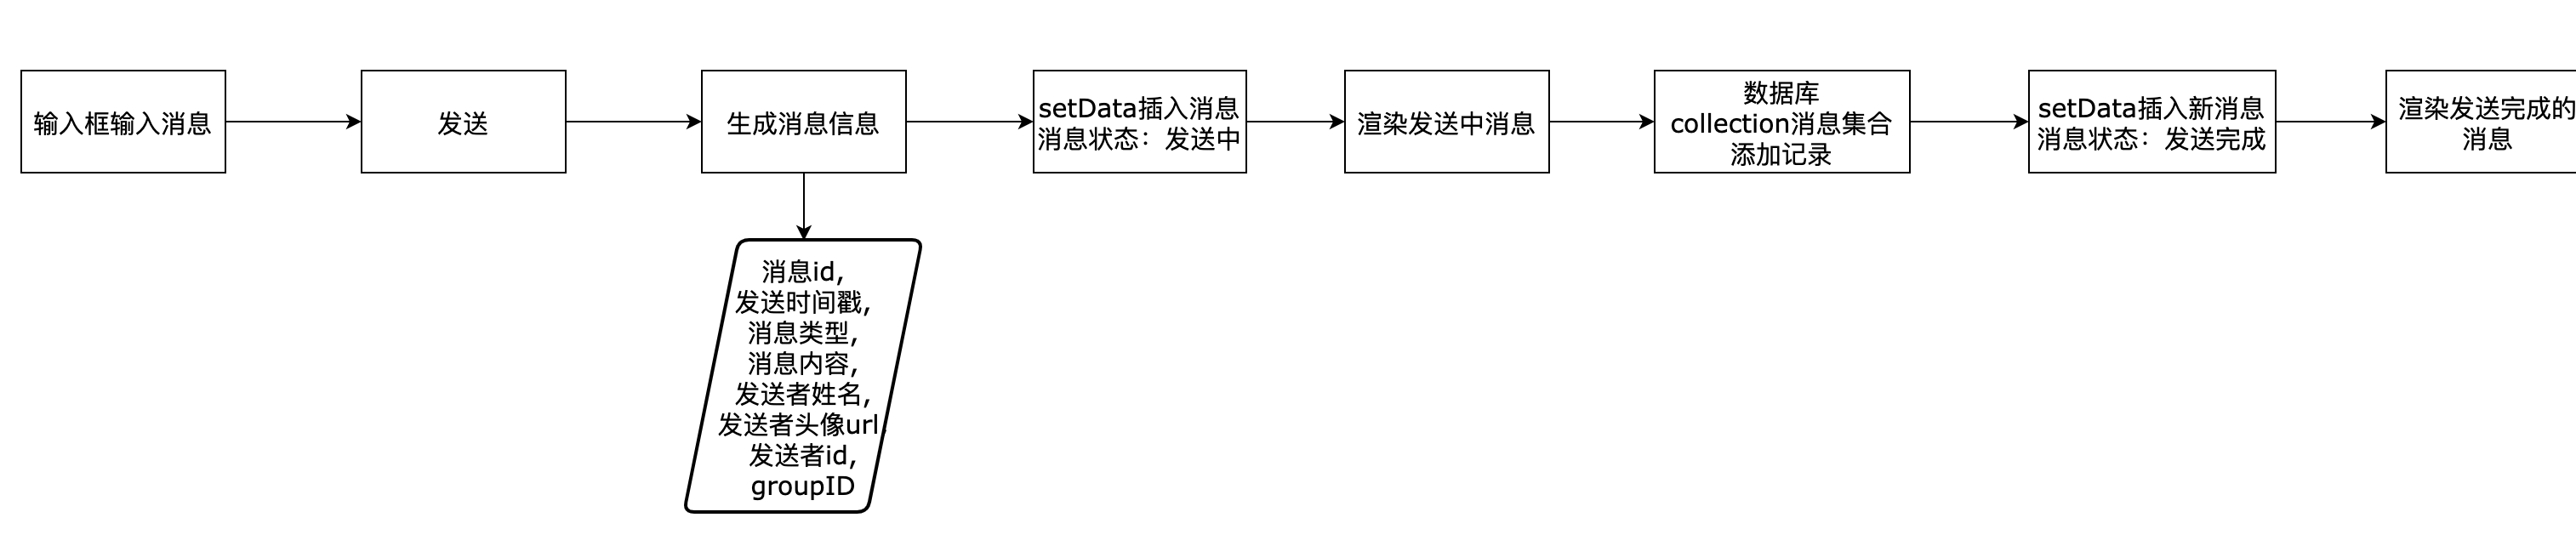 输入框输入消息
发送
生成消息信息
setData插入消息
消息状态：发送中
渲染发送中消息
数据库
collection消息集合
添加记录
setData插入新消息
消息状态：发送完成
渲染发送完成的
消息
消息id,
发送时间戳,
消息类型,
消息内容,
发送者姓名,
发送者头像url,
发送者id,
groupID